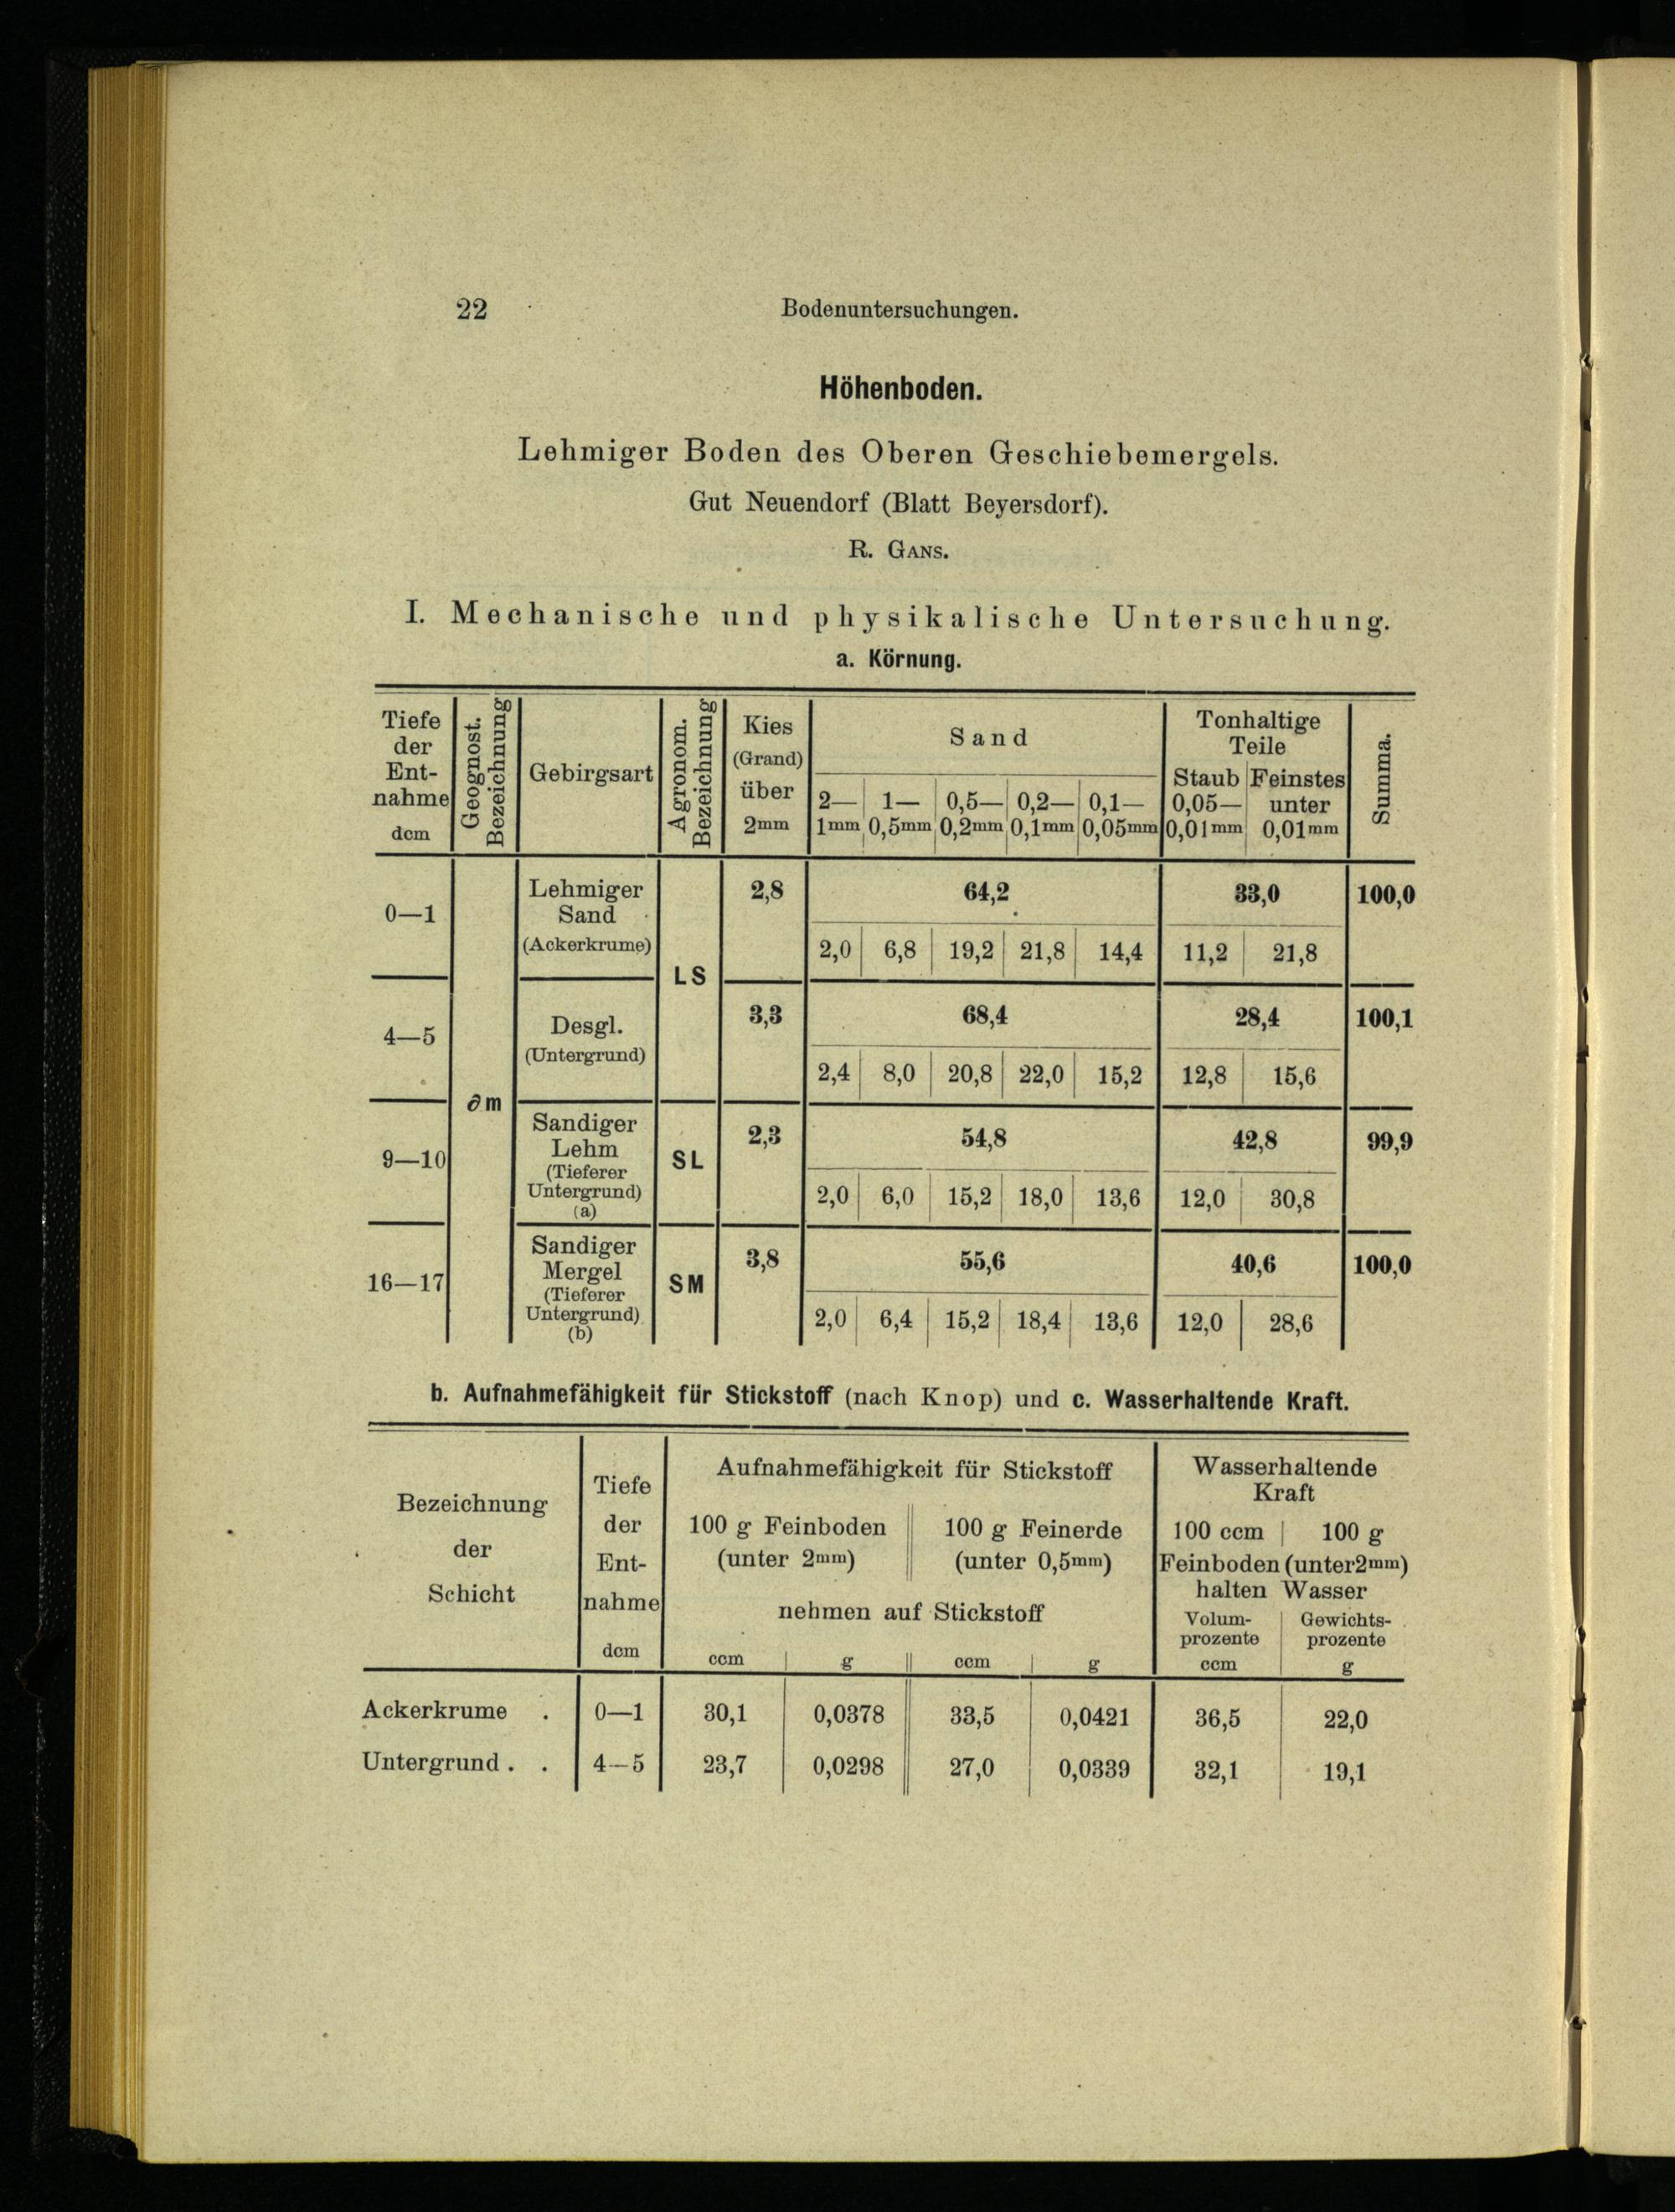 22 Bodenuntersuchungen.
Höhenboden.
Lehmiger Boden des Oberen Geschiebemergels.
Gut Neuendorf (Blatt Beyersdorf).
R. GANS.
I. Mechanische und physikalische Untersuchung.
a. Körnung.
Tiefe der Ent- nahme dcm | Geognost. Bezeichnung | Gebirgsart | Agronom. Bezeichnung | Kies (Grand) über 2mm | Sand | Tonhaltige Teile | Summa.
2— 1mm | 1— 0,5mm | 0,5— 0,2mm | 0,2— 0,1mm | 0,1— 0,05mm | Staub 0,05— 0,01mm | Feinstes unter 0,01mm
0—1 | Lehmiger Sand (Ackerkrume) | 2,8 | 64,2 | 33,0 | 100,0
2,0 | 6,8 | 19,2 | 21,8 | 14,4 | 11,2 | 21,8
LS
4—5 | Desgl. (Untergrund) | 3,3 | 68,4 | 28,4 | 100,1
2,4 | 8,0 | 20,8 | 22,0 | 15,2 | 12,8 | 15,6
∂m
9—10 | Sandiger Lehm (Tieferer Untergrund) (a) | SL | 2,3 | 54,8 | 42,8 | 99,9
2,0 | 6,0 | 15,2 | 18,0 | 13,6 | 12,0 | 30,8
16—17 | Sandiger Mergel (Tieferer Untergrund) (b) | SM | 3,8 | 55,6 | 40,6 | 100,0
2,0 | 6,4 | 15,2 | 18,4 | 13,6 | 12,0 | 28,6
b. Aufnahmefähigkeit für Stickstoff (nach Knop) und c. Wasserhaltende Kraft.
Bezeichnung der Schicht | Tiefe der Ent- nahme dcm | Aufnahmefähigkeit für Stickstoff | Wasserhaltende Kraft
100 g Feinboden (unter 2mm) | 100 g Feinerde (unter 0,5mm) | 100 ccm | 100 g
Feinboden (unter2mm)
nehmen auf Stickstoff | halten Wasser
Volum- prozente | Gewichts- prozente
ccm | g | ccm | g | ccm | g
Ackerkrume . | 0—1 | 30,1 | 0,0378 | 33,5 | 0,0421 | 36,5 | 22,0
Untergrund . . | 4—5 | 23,7 | 0,0298 | 27,0 | 0,0339 | 32,1 | 19,1